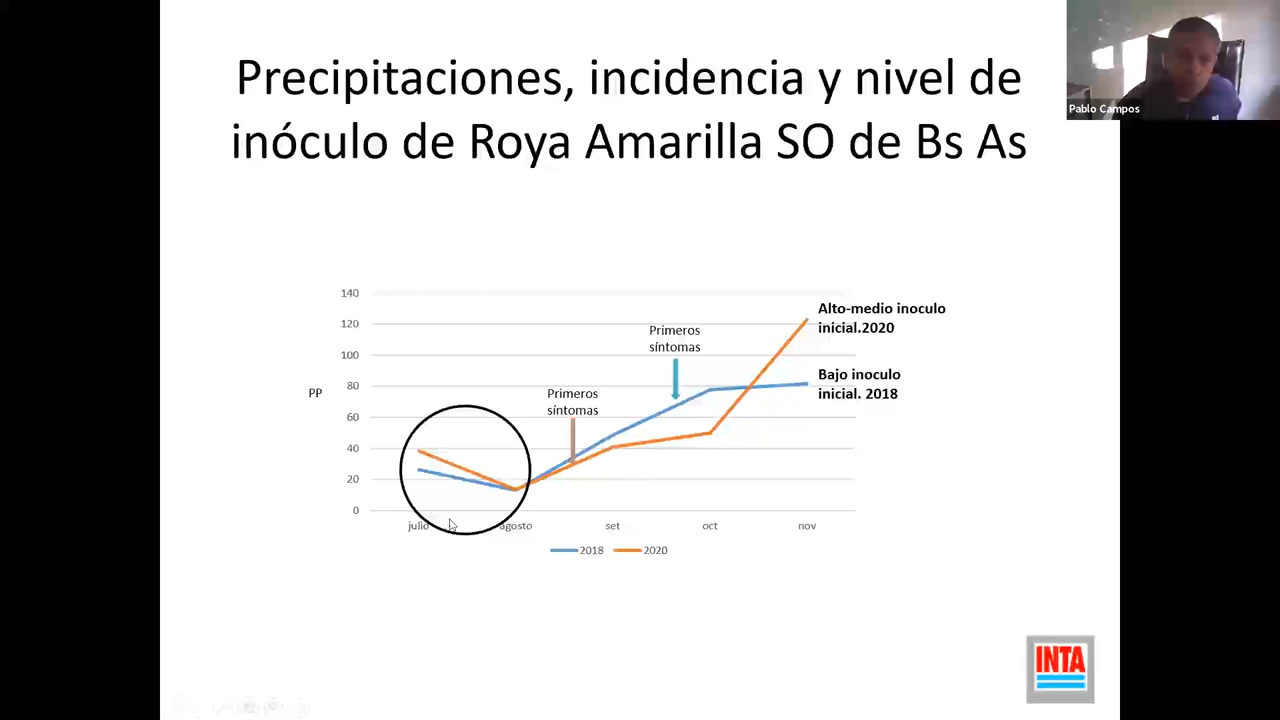 Precipitaciones, incidencia y nivel de
inóculo de Roya Amarilla SO de Bs As
Pablo Campos
140
120
100
80
60
40
20
0
PP
Primeros
síntomas
Primeros
síntomas
Alto-medio inoculo
inicial.2020
Bajo inoculo
inicial. 2018
julio agosto set oct nov
2018 2020
INTA